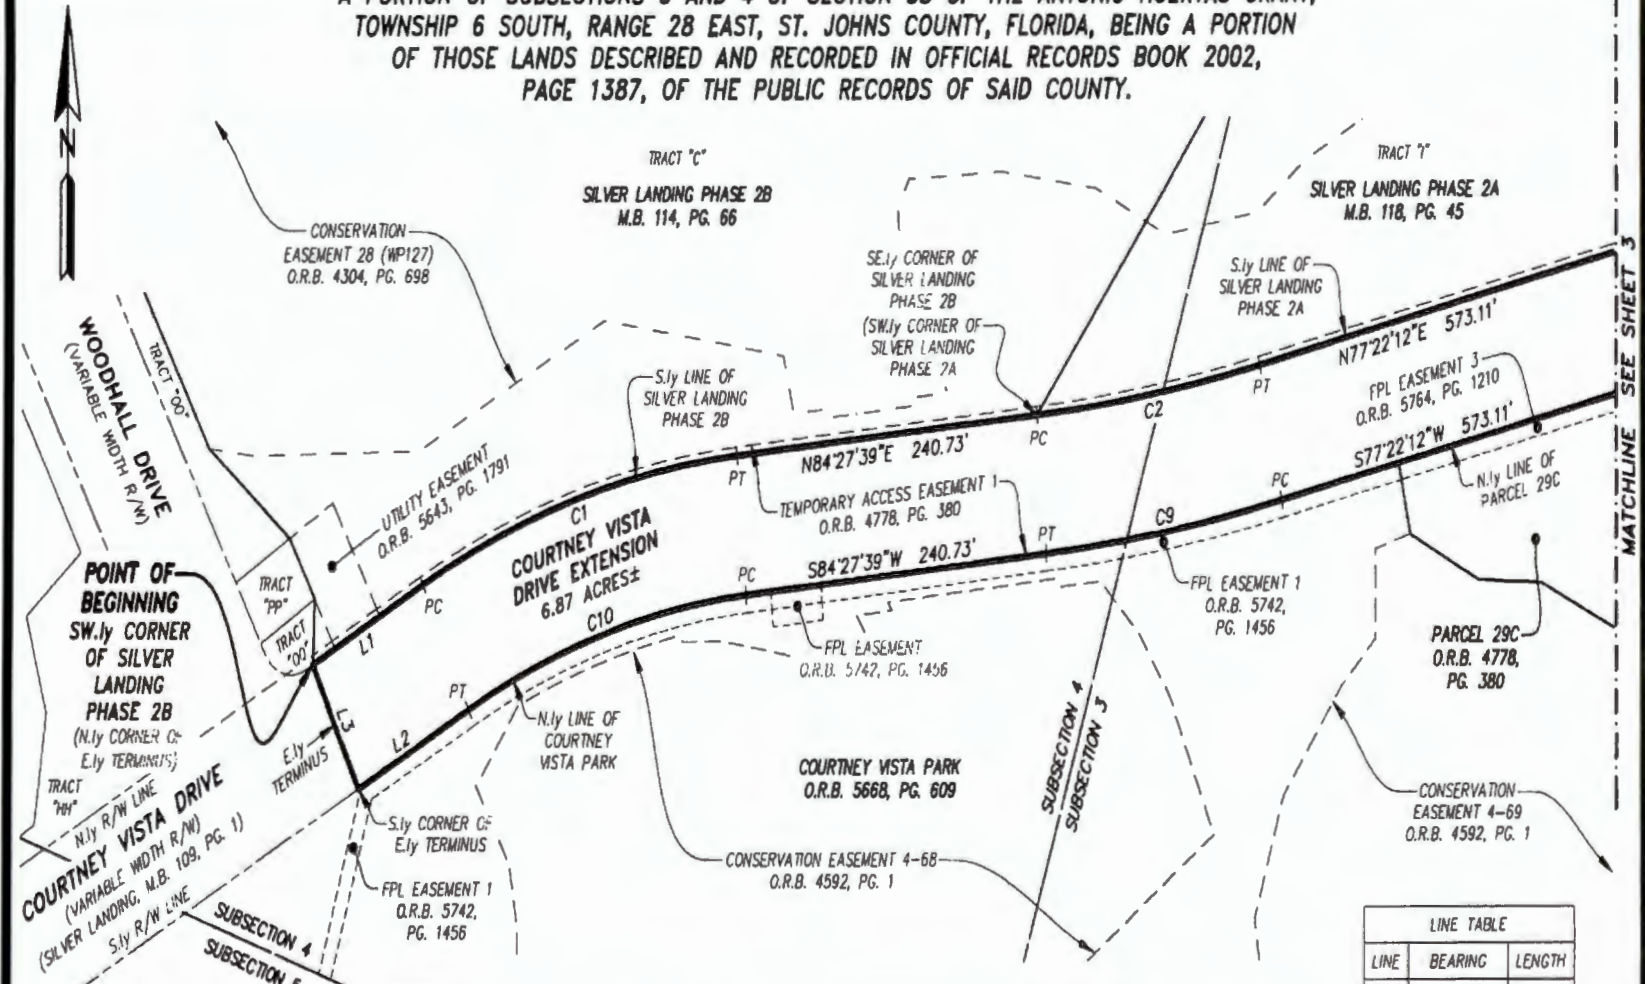 TOWNSHIP 6 SOUTH, RANGE 28 EAST, ST. JOHNS COUNTY, FLORIDA, BEING A PORTION
OF THOSE LANDS DESCRIBED AND RECORDED IN OFFICIAL RECORDS BOOK 2002,
PAGE 1387, OF THE PUBLIC RECORDS OF SAID COUNTY.
N
TRACT "C"
SILVER LANDING PHASE 2B
M.B. 114, PG. 66
TRACT "I"
SILVER LANDING PHASE 2A
M.B. 118, PG. 45
CONSERVATION
EASEMENT 28 (WP127)
O.R.B. 4304, PG. 698
SE.ly CORNER OF
SILVER LANDING
PHASE 2B
(SW.ly CORNER OF
SILVER LANDING
PHASE 2A
S.ly LINE OF
SILVER LANDING
PHASE 2A
MATCHLINE SEE SHEET 3
WOODHALL DRIVE
(VARIABLE WIDTH R/W)
TRACT "OO"
S.ly LINE OF
SILVER LANDING
PHASE 2B
N77°22'12"E 573.11'
FPL EASEMENT 3
O.R.B. 5764, PG. 1210
S77°22'12"W 573.11'
N.ly LINE OF
PARCEL 29C
PT
C2
PC
N84°27'39"E 240.73'
PT
UTILITY EASEMENT
O.R.B. 5643, PG. 1791
C1
TEMPORARY ACCESS EASEMENT 1
O.R.B. 4778, PG. 380
COURTNEY VISTA
DRIVE EXTENSION
6.87 ACRES±
S84°27'39"W 240.73'
PT
C9
PC
PC
C10
PC
L1
TRACT
"PP"
TRACT
"OO"
POINT OF
BEGINNING
SW.ly CORNER
OF SILVER
LANDING
PHASE 2B
(N.ly CORNER OF
E.ly TERMINUS)
FPL EASEMENT 1
O.R.B. 5742,
PG. 1456
FPL EASEMENT
O.R.B. 5742, PG. 1456
PARCEL 29C
O.R.B. 4778,
PG. 380
PT
L2
L3
E.ly
TERMINUS
N.ly LINE OF
COURTNEY
VISTA PARK
COURTNEY VISTA PARK
O.R.B. 5668, PG. 609
SUBSECTION 4
SUBSECTION 3
TRACT
"HH"
N.ly R/W LINE
COURTNEY VISTA DRIVE
(VARIABLE WIDTH R/W)
(SILVER LANDING, M.B. 109, PG. 1)
S.ly R/W LINE
S.ly CORNER OF
E.ly TERMINUS
FPL EASEMENT 1
O.R.B. 5742,
PG. 1456
CONSERVATION EASEMENT 4-68
O.R.B. 4592, PG. 1
CONSERVATION
EASEMENT 4-69
O.R.B. 4592, PG. 1
SUBSECTION 4
SUBSECTION
LINE TABLE
LINE BEARING LENGTH